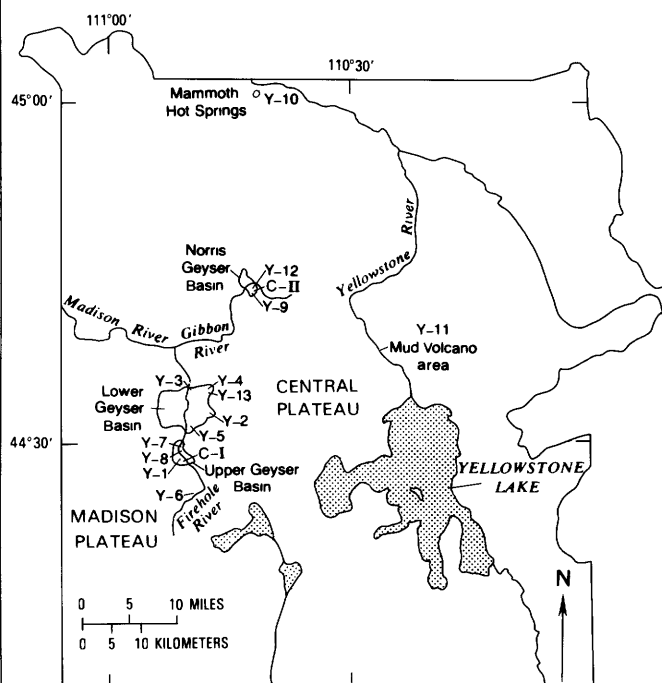 111°00'
110°30'
45°00'
Mammoth
Hot Springs
Y-10
River
Yellowstone
Norris
Geyser
Basin
Y-12
C-II
Y-9
Madison River
Gibbon
River
Y-11
Mud Volcano
area
Y-3
Y-4
Y-13
Lower
Geyser
Basin
Y-2
CENTRAL
PLATEAU
44°30'
Y-5
Y-7
C-I
Y-8
Y-1
Upper Geyser
Basin
Y-6
Firehole
River
YELLOWSTONE
LAKE
MADISON
PLATEAU
N
0 5 10 MILES
0 5 10 KILOMETERS